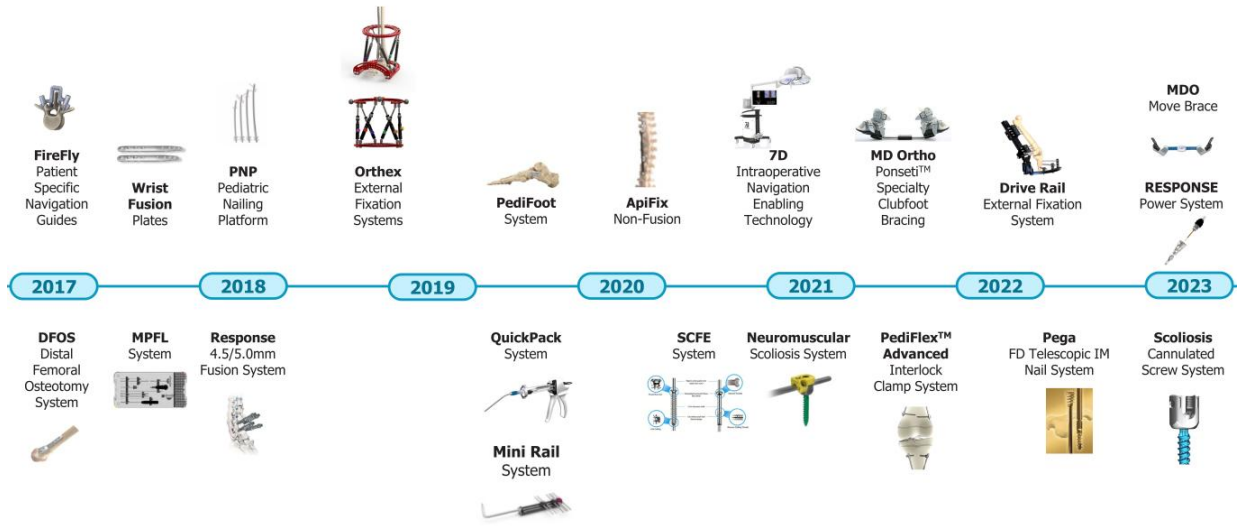 FireFly
Patient
Specific
Navigation
Guides
Wrist
Fusion
Plates
PNP
Pediatric
Nailing
Platform
Orthex
External
Fixation
Systems
PediFoot
System
ApiFix
Non-Fusion
7D
Intraoperative
Navigation
Enabling
Technology
MD Ortho
Ponseti™
Specialty
Clubfoot
Bracing
Drive Rail
External Fixation
System
MDO
Move Brace
RESPONSE
Power System
2017
2018
2019
2020
2021
2022
2023
DFOS
Distal
Femoral
Osteotomy
System
MPFL
System
Response
4.5/5.0mm
Fusion System
QuickPack
System
Mini Rail
System
SCFE
System
Neuromuscular
Scoliosis System
PediFlex™
Advanced
Interlock
Clamp System
Pega
FD Telescopic IM
Nail System
Scoliosis
Cannulated
Screw System